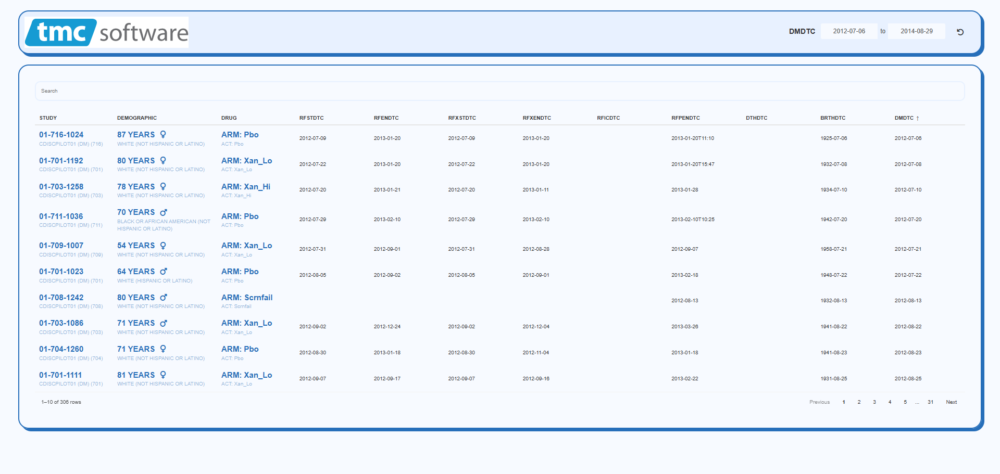 tmc software
DMDTC 2012-07-06 to 2014-08-29
Search
STUDY DEMOGRAPHIC DRUG RFSTDTC RFENDTC RFXSTDTC RFXENDTC RFICDTC RFPENDTC DTHDTC BRTHDTC DMDTC ↑
01-716-1024 87 YEARS ♀ ARM: Pbo
CDISCPILOT01 (DM) (716) WHITE (NOT HISPANIC OR LATINO) ACT: Pbo
2012-07-09 2013-01-20 2012-07-09 2013-01-20 2013-01-20T11:10 1925-07-06 2012-07-06
01-701-1192 80 YEARS ♀ ARM: Xan_Lo
CDISCPILOT01 (DM) (701) WHITE (NOT HISPANIC OR LATINO) ACT: Xan_Lo
2012-07-22 2013-01-20 2012-07-22 2013-01-20 2013-01-20T15:47 1932-07-08 2012-07-08
01-703-1258 78 YEARS ♀ ARM: Xan_Hi
CDISCPILOT01 (DM) (703) WHITE (NOT HISPANIC OR LATINO) ACT: Xan_Hi
2012-07-20 2013-01-21 2012-07-20 2013-01-11 2013-01-28 1934-07-10 2012-07-10
01-711-1036 70 YEARS ♂ ARM: Pbo
CDISCPILOT01 (DM) (711) BLACK OR AFRICAN AMERICAN (NOT ACT: Pbo
HISPANIC OR LATINO)
2012-07-29 2013-02-10 2012-07-29 2013-02-10 2013-02-10T10:25 1942-07-20 2012-07-20
01-709-1007 54 YEARS ♀ ARM: Xan_Lo
CDISCPILOT01 (DM) (709) WHITE (NOT HISPANIC OR LATINO) ACT: Xan_Lo
2012-07-31 2012-09-01 2012-07-31 2012-08-28 2012-09-07 1958-07-21 2012-07-21
01-701-1023 64 YEARS ♂ ARM: Pbo
CDISCPILOT01 (DM) (701) WHITE (HISPANIC OR LATINO) ACT: Pbo
2012-08-05 2012-09-02 2012-08-05 2012-09-01 2013-02-18 1948-07-22 2012-07-22
01-708-1242 80 YEARS ♂ ARM: Scrnfail
CDISCPILOT01 (DM) (708) WHITE (NOT HISPANIC OR LATINO) ACT: Scrnfail
2012-08-13 1932-08-13 2012-08-13
01-703-1086 71 YEARS ♂ ARM: Xan_Lo
CDISCPILOT01 (DM) (703) WHITE (NOT HISPANIC OR LATINO) ACT: Xan_Lo
2012-09-02 2012-12-24 2012-09-02 2012-12-04 2013-03-26 1941-08-22 2012-08-22
01-704-1260 71 YEARS ♀ ARM: Pbo
CDISCPILOT01 (DM) (704) WHITE (NOT HISPANIC OR LATINO) ACT: Pbo
2012-08-30 2013-01-18 2012-08-30 2012-11-04 2013-01-18 1941-08-23 2012-08-23
01-701-1111 81 YEARS ♀ ARM: Xan_Lo
CDISCPILOT01 (DM) (701) WHITE (NOT HISPANIC OR LATINO) ACT: Xan_Lo
2012-09-07 2012-09-17 2012-09-07 2012-09-16 2013-02-22 1931-08-25 2012-08-25
1–10 of 306 rows Previous 1 2 3 4 5 ... 31 Next